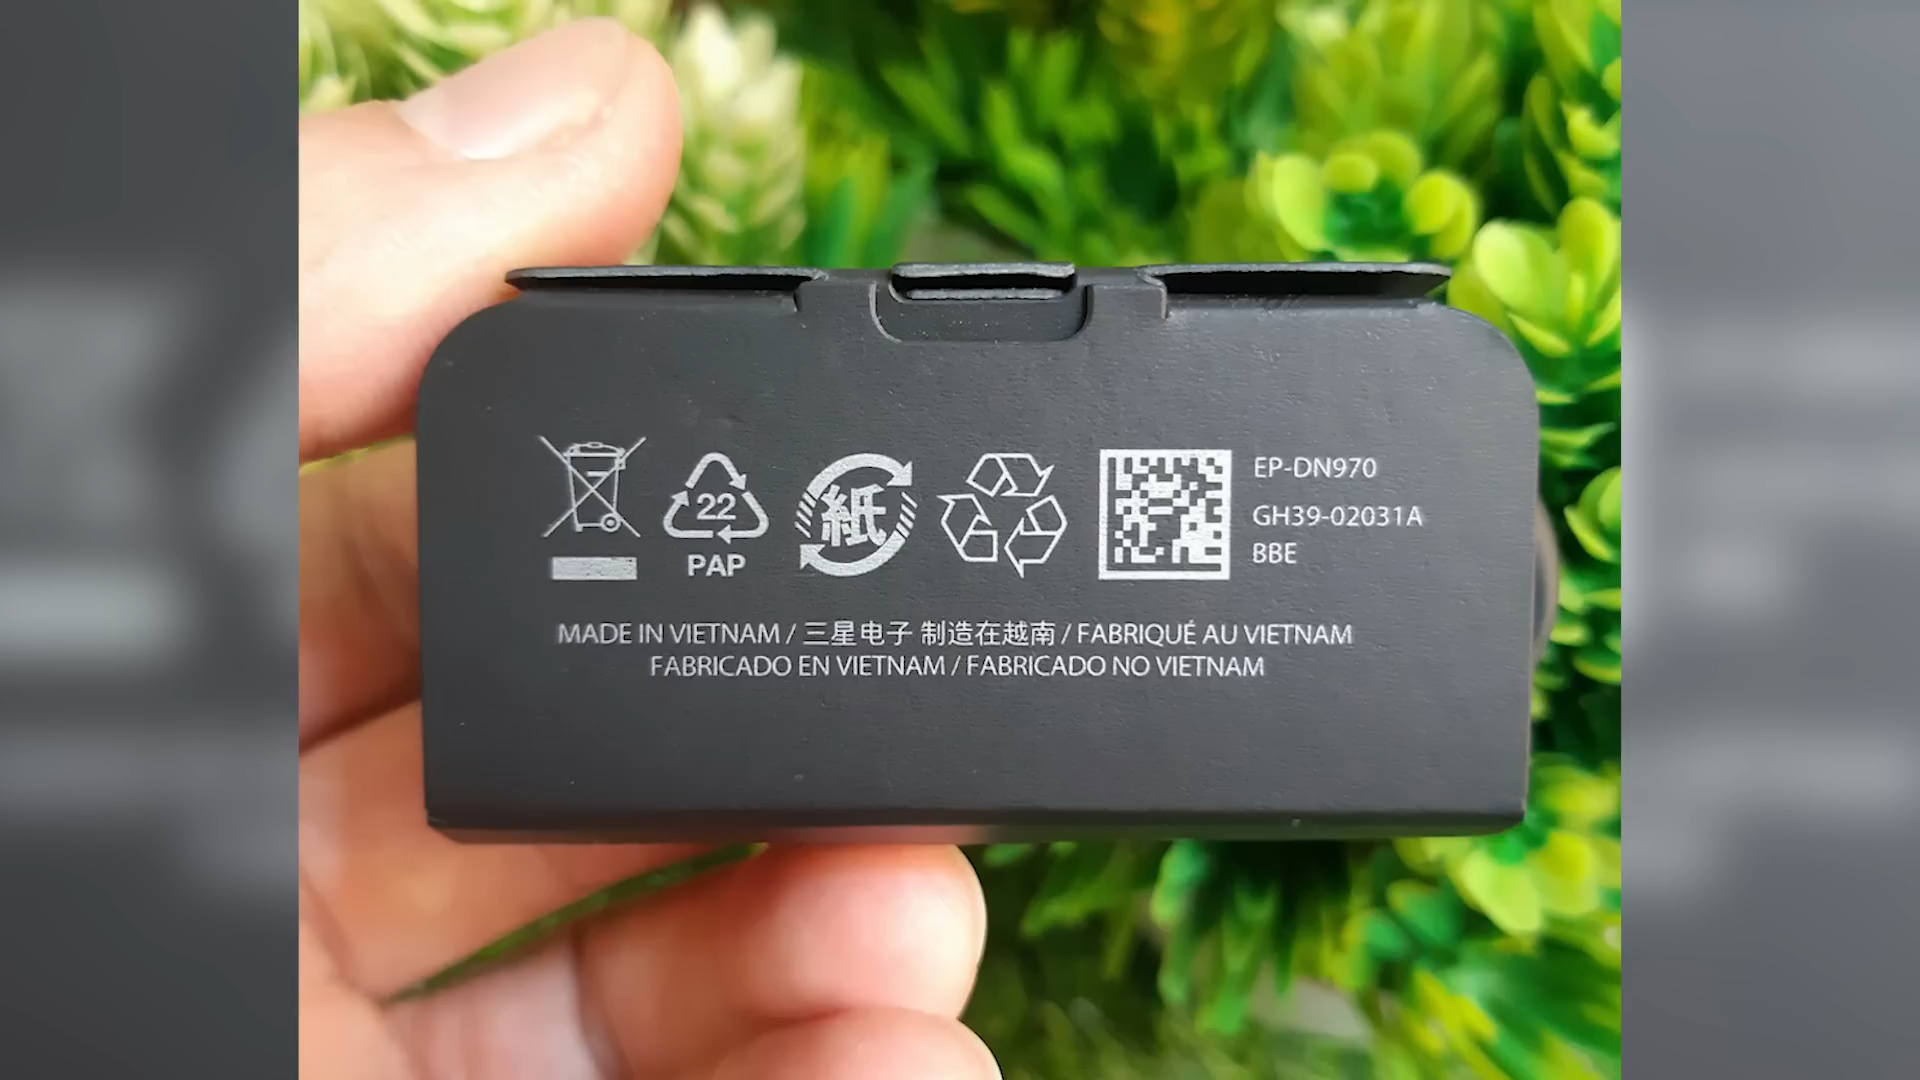 22
PAP
紙
EP-DN970
GH39-02031A
BBE
MADE IN VIETNAM / 三星电子 制造在越南 / FABRIQUÉ AU VIETNAM
FABRICADO EN VIETNAM / FABRICADO NO VIETNAM